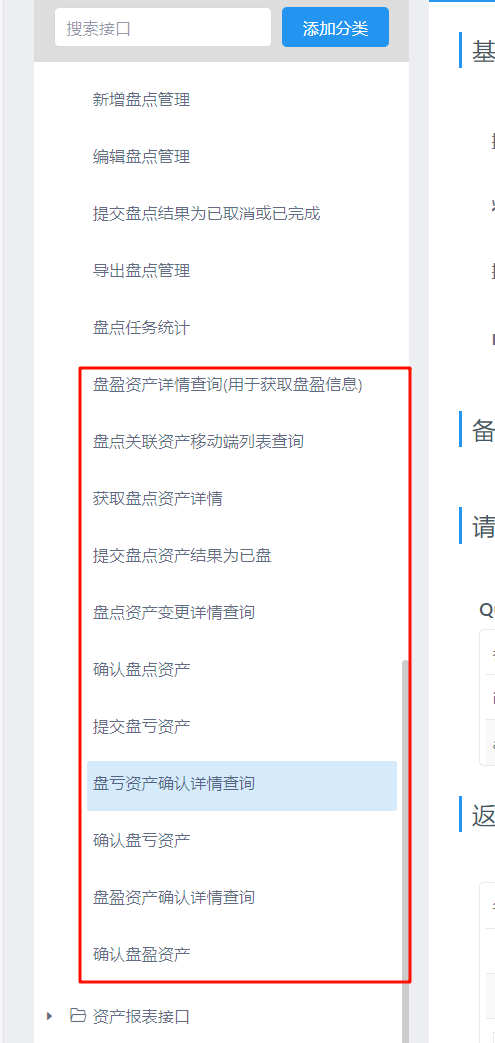 搜索接口
添加分类
基
新增盘点管理
编辑盘点管理
提交盘点结果为已取消或已完成
导出盘点管理
盘点任务统计
盘盈资产详情查询(用于获取盘盈信息)
盘点关联资产移动端列表查询
备
获取盘点资产详情
请
提交盘点资产结果为已盘
盘点资产变更详情查询
确认盘点资产
提交盘亏资产
盘亏资产确认详情查询
返
确认盘亏资产
盘盈资产确认详情查询
确认盘盈资产
资产报表接口